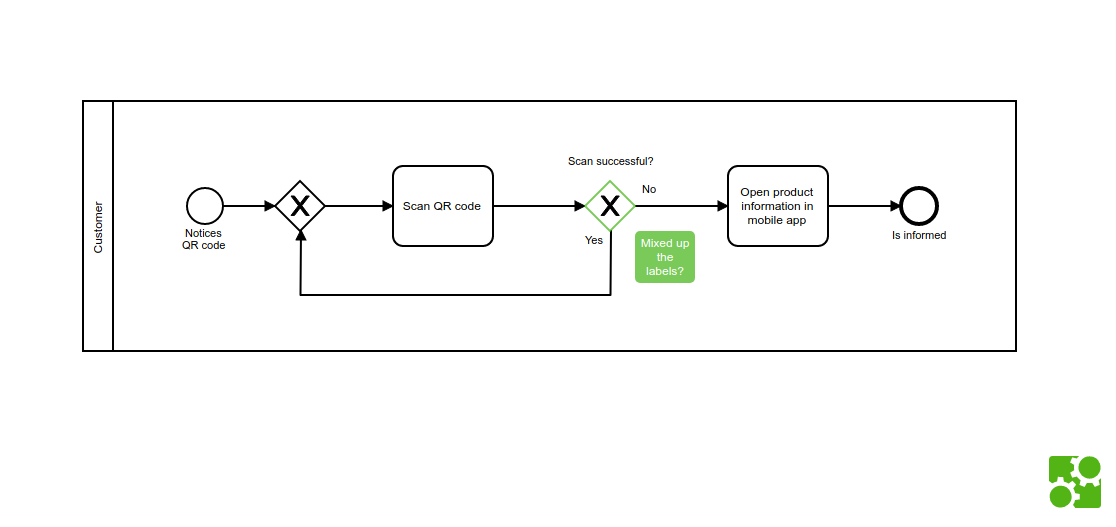 Customer
Notices
QR code
Scan QR code
Scan successful?
No
Yes
Mixed up
the
labels?
Open product
information in
mobile app
Is informed